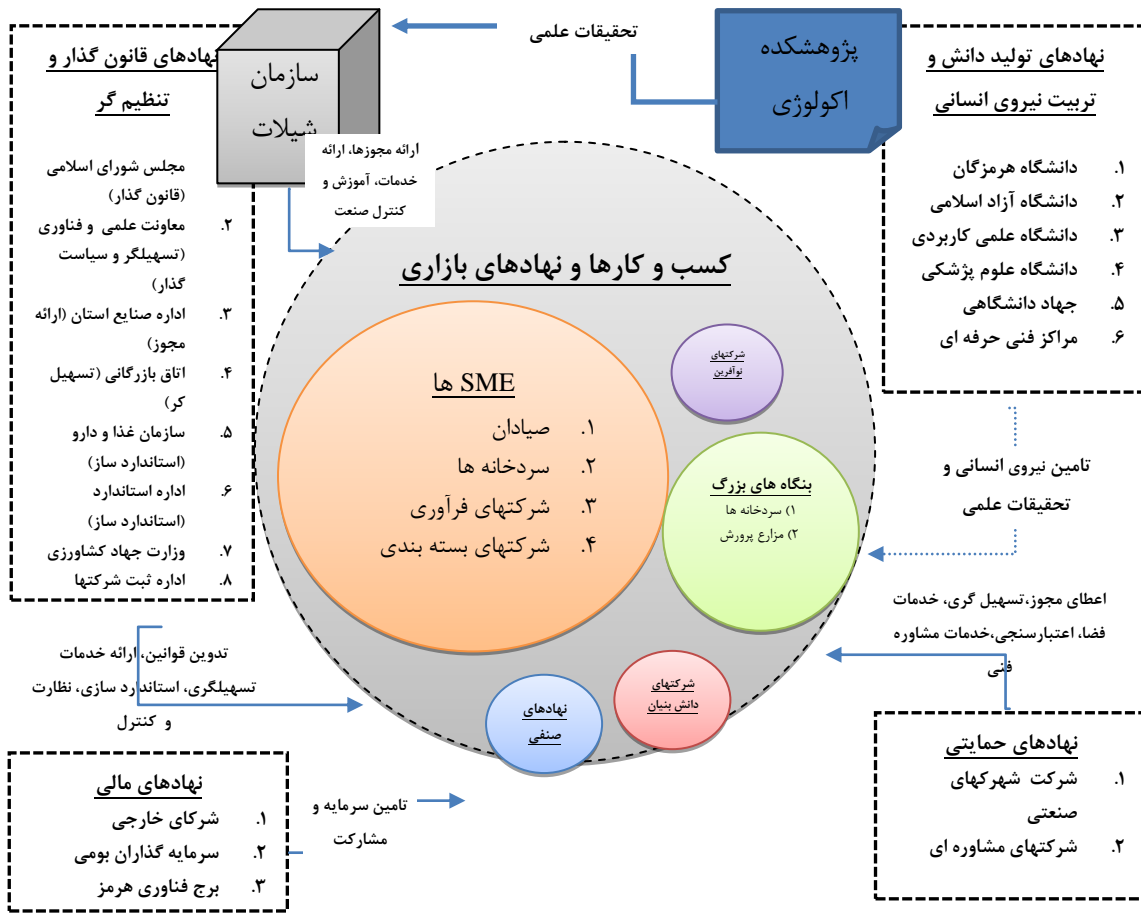 تحقیقات علمی
پژوهشکده
اکولوژی
سازمان
شیلات
نهادهای تولید دانش و
تربیت نیروی انسانی
۱. دانشگاه هرمزگان
۲. دانشگاه آزاد اسلامی
۳. دانشگاه علمی کاربردی
۴. دانشگاه علوم پزشکی
۵. جهاد دانشگاهی
۶. مراکز فنی حرفه ای
نهادهای قانون گذار و
تنظیم گر
مجلس شورای اسلامی
(قانون گذار)
۲. معاونت علمی و فناوری
(تسهیلگر و سیاست
گذار)
۳. اداره صنایع استان (ارائه
مجوز)
۴. اتاق بازرگانی (تسهیل
کر)
۵. سازمان غذا و دارو
(استاندارد ساز)
۶. اداره استاندارد
(استاندارد ساز)
۷. وزارت جهاد کشاورزی
۸. اداره ثبت شرکتها
ارائه مجوزها، ارائه
خدمات، آموزش و
کنترل صنعت
کسب و کارها و نهادهای بازاری
SME ها
۱. صیادان
۲. سردخانه ها
۳. شرکتهای فرآوری
۴. شرکتهای بسته بندی
شرکتهای
نوآفرین
بنگاه های بزرگ
۱) سردخانه ها
۲) مزارع پرورش
شرکتهای
دانش بنیان
نهادهای
صنفی
تامین نیروی انسانی و
تحقیقات علمی
اعطای مجوز،تسهیل گری، خدمات
فضا، اعتبارسنجی،خدمات مشاوره
فنی
تدوین قوانین، ارائه خدمات
تسهیلگری، استاندارد سازی، نظارت
و کنترل
نهادهای حمایتی
۱. شرکت شهرکهای
صنعتی
۲. شرکتهای مشاوره ای
نهادهای مالی
۱. شرکای خارجی
۲. سرمایه گذاران بومی
۳. برج فناوری هرمز
تامین سرمایه و
مشارکت